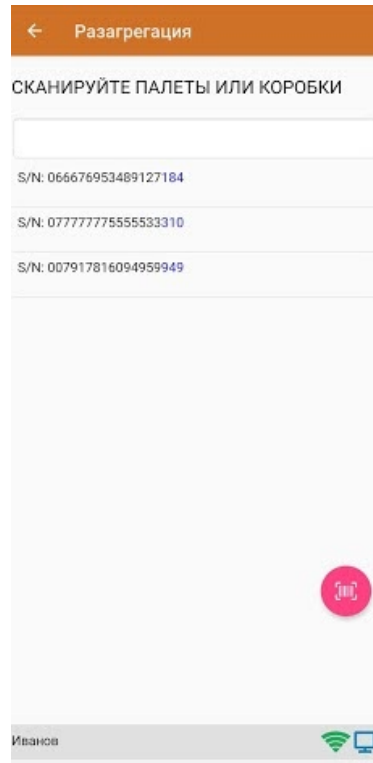 Разагрегация
СКАНИРУЙТЕ ПАЛЕТЫ ИЛИ КОРОБКИ
S/N: 066676953489127184
S/N: 077777775555533310
S/N: 007917816094959949
Иванов